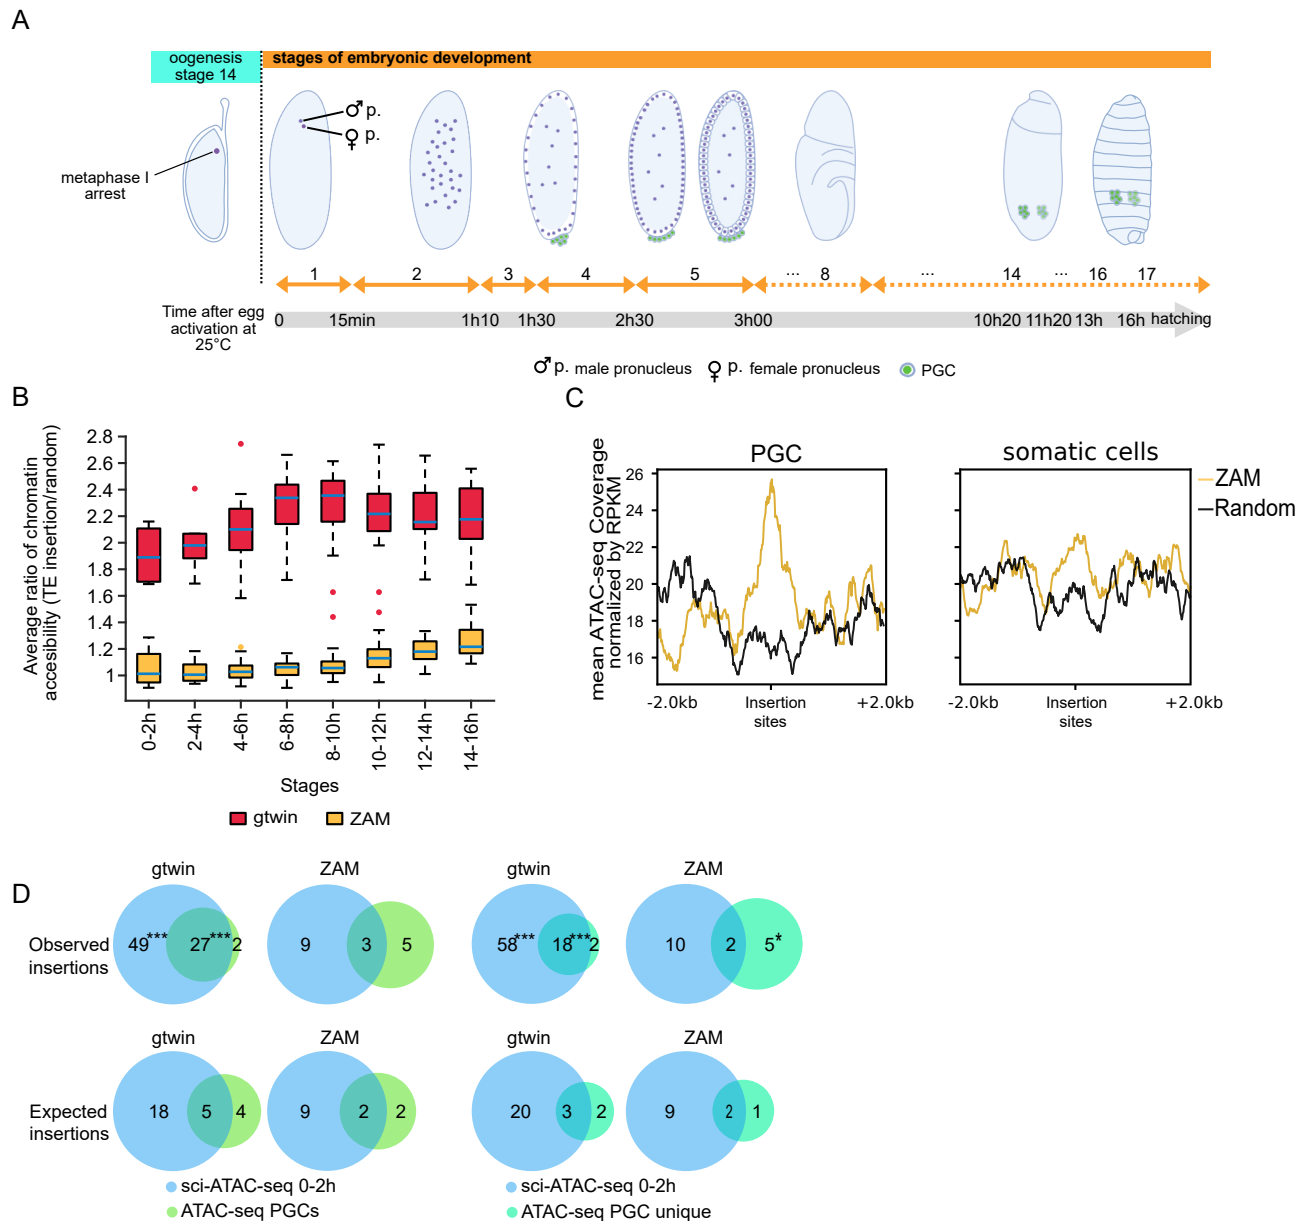 A
oogenesis
stage 14
stages of embryonic development
♂ p.
♀ p.
metaphase I
arrest
1 2 3 4 5 ... 8 ... 14 ... 16 17
Time after egg
activation at
25°C
0 15min 1h10 1h30 2h30 3h00 10h20 11h20 13h 16h hatching
♂ p. male pronucleus ♀ p. female pronucleus PGC
B
Average ratio of chromatin
accesibility (TE insertion/random)
2.8
2.6
2.4
2.2
2
1.8
1.6
1.4
1.2
1
0-2h 2-4h 4-6h 6-8h 8-10h 10-12h 12-14h 14-16h
Stages
gtwin ZAM
C
mean ATAC-seq Coverage
normalized by RPKM
PGC somatic cells
26
24
22
20
18
16
ZAM
Random
-2.0kb Insertion sites +2.0kb
-2.0kb Insertion sites +2.0kb
D
gtwin ZAM gtwin ZAM
Observed
insertions
49*** 27*** 2
9 3 5
58*** 18*** 2
10 2 5*
gtwin ZAM gtwin ZAM
Expected
insertions
18 5 4
9 2 2
20 3 2
9 2 1
sci-ATAC-seq 0-2h
ATAC-seq PGCs
sci-ATAC-seq 0-2h
ATAC-seq PGC unique